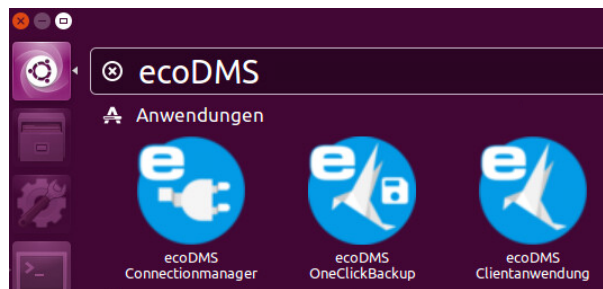 ecoDMS
Anwendungen
e
e
e
ecoDMS
Connectionmanager
ecoDMS
OneClickBackup
ecoDMS
Clientanwendung
>_